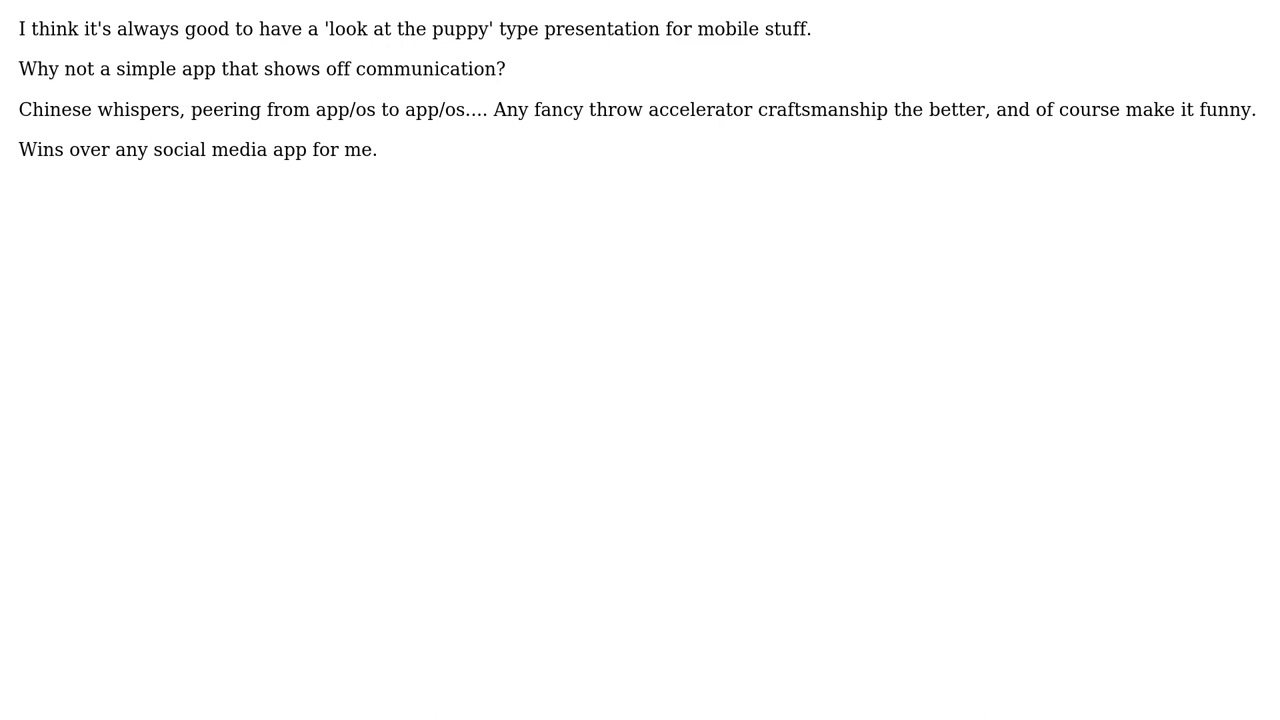 I think it's always good to have a 'look at the puppy' type presentation for mobile stuff.
Why not a simple app that shows off communication?
Chinese whispers, peering from app/os to app/os.... Any fancy throw accelerator craftsmanship the better, and of course make it funny.
Wins over any social media app for me.